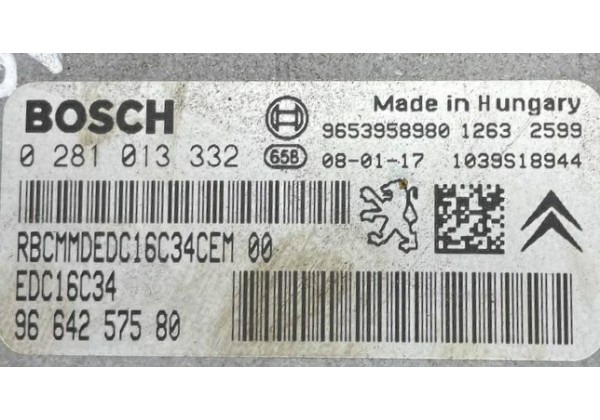 BOSCH
Made in Hungary
9653958980 1263 2599
0 281 013 332
658
08-01-17 1039S18944
RBCMMDEDC16C34CEM 00
EDC16C34
96 642 575 80